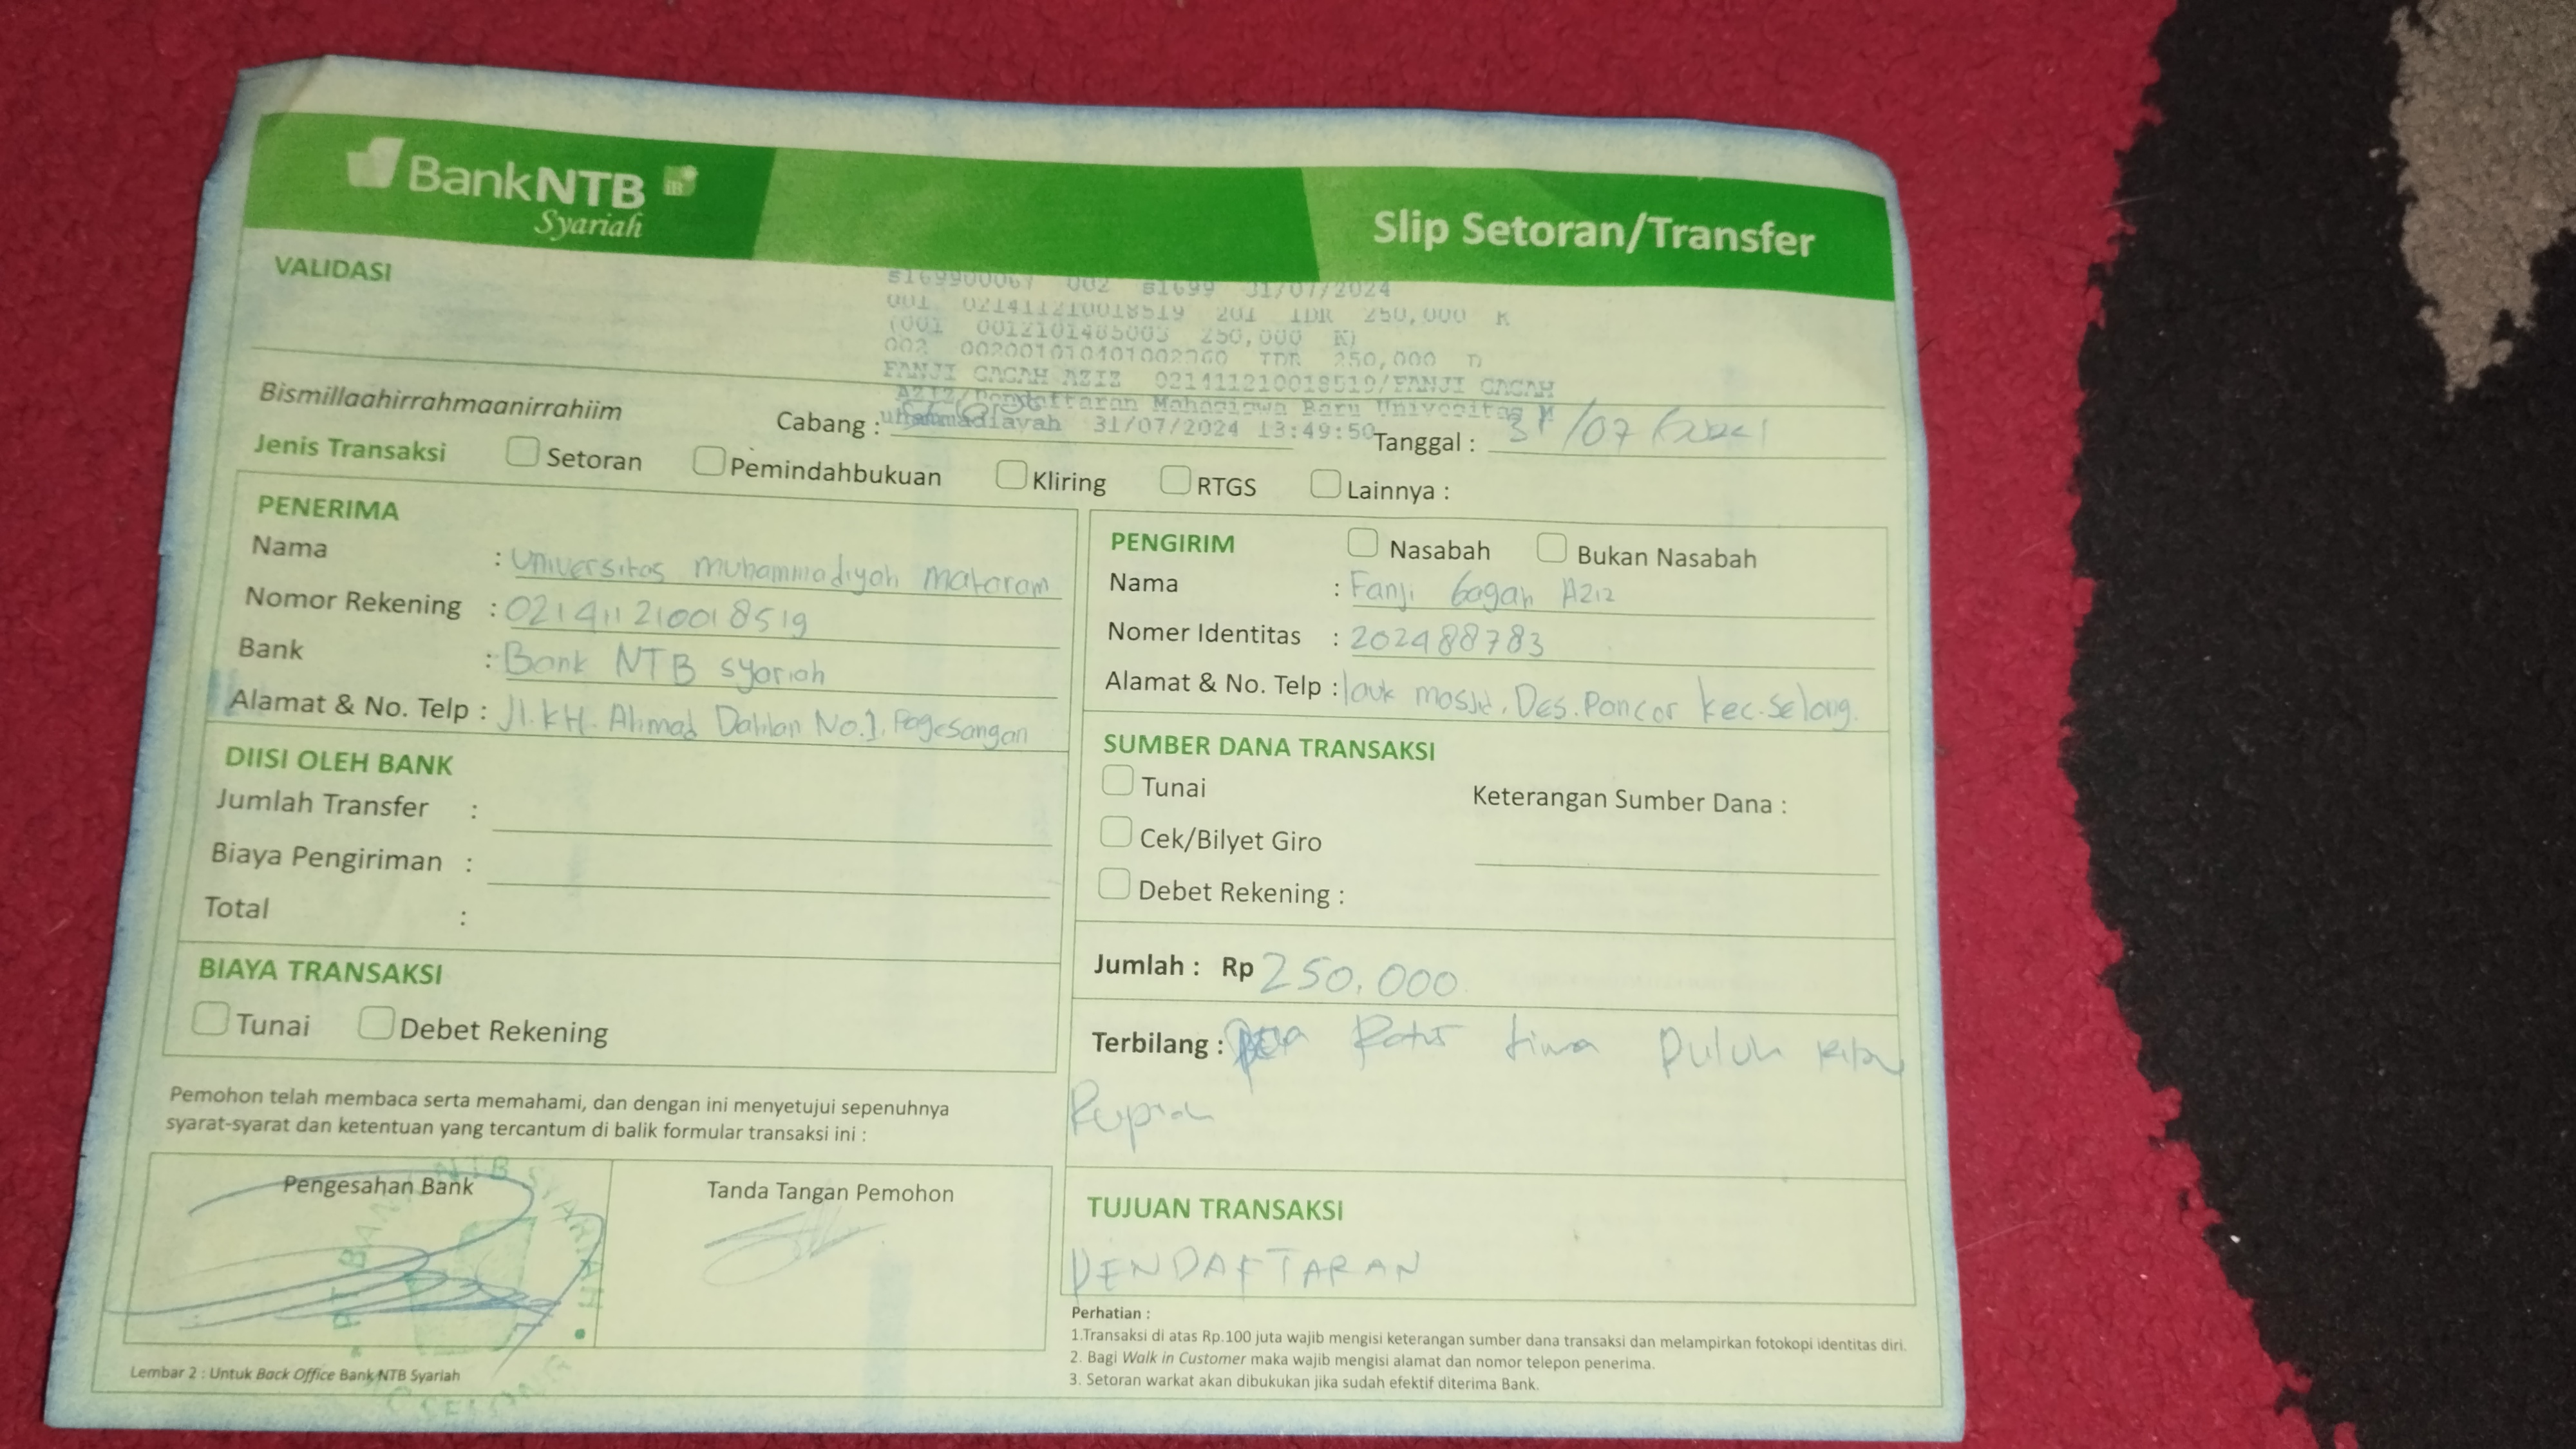 BankNTB iB
Syariah
Slip Setoran/Transfer
VALIDASI
31/07/2024
001 021411210018519 201 IDR 250,000 K
(001 250,000 K)
002 IDR 250,000 D
FANJI GAGAH AZIZ 021411210018519/FANJI GAGAH
AZIZ/Pendaftaran Mahasiswa Baru M
31/07/2024 13:49:50
Bismillaahirrahmaanirrahiim
Cabang :
Tanggal : 31/07
Jenis Transaksi Setoran Pemindahbukuan Kliring RTGS Lainnya :
PENERIMA
Nama : Universitas muhammadiyah mataram
Nomor Rekening : 021411210018519
Bank : Bank NTB syariah
Alamat & No. Telp : Jl.KH. Ahmad Dahlan No.1, Pagesangan
DIISI OLEH BANK
Jumlah Transfer :
Biaya Pengiriman :
Total :
BIAYA TRANSAKSI
Tunai Debet Rekening
Pemohon telah membaca serta memahami, dan dengan ini menyetujui sepenuhnya
syarat-syarat dan ketentuan yang tercantum di balik formular transaksi ini :
Pengesahan Bank
Tanda Tangan Pemohon
Lembar 2 : Untuk Back Office Bank NTB Syariah
PENGIRIM Nasabah Bukan Nasabah
Nama : Fanji Gagah Aziz
Nomer Identitas : 202488783
Alamat & No. Telp : lauk masjid, Des.Pancor kec.selong.
SUMBER DANA TRANSAKSI
Tunai
Keterangan Sumber Dana :
Cek/Bilyet Giro
Debet Rekening :
Jumlah : Rp 250.000
Terbilang : Ratus Lima Puluh Ribu
Rupiah
TUJUAN TRANSAKSI
PENDAFTARAN
Perhatian :
1.Transaksi di atas Rp.100 juta wajib mengisi keterangan sumber dana transaksi dan melampirkan fotokopi identitas diri.
2. Bagi Walk in Customer maka wajib mengisi alamat dan nomor telepon penerima.
3. Setoran warkat akan dibukukan jika sudah efektif diterima Bank.